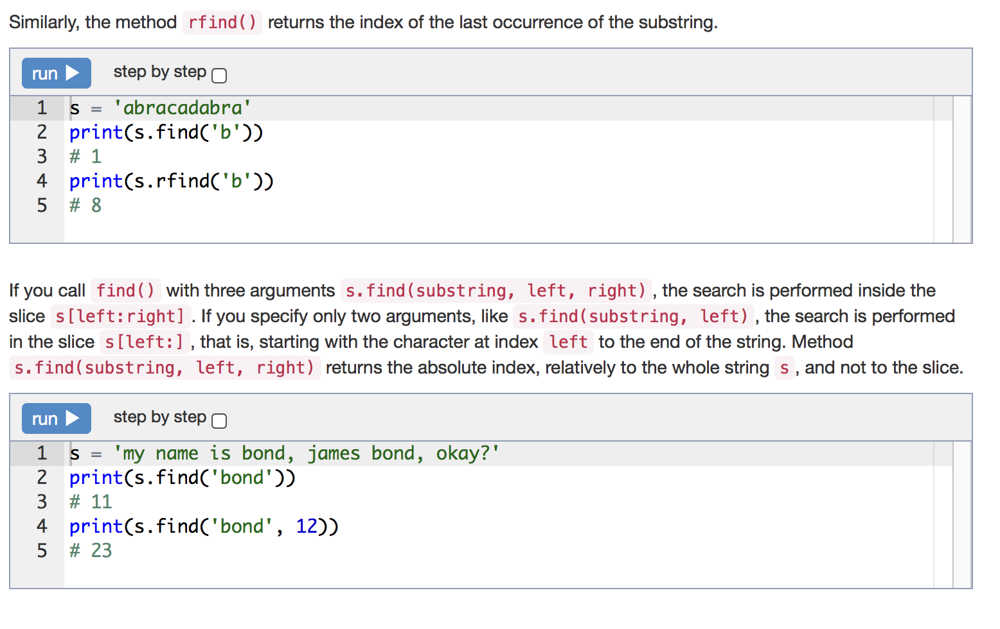 Similarly, the method rfind() returns the index of the last occurrence of the substring.
run step by step
1 s = 'abracadabra'
2 print(s.find('b'))
3 # 1
4 print(s.rfind('b'))
5 # 8
If you call find() with three arguments s.find(substring, left, right), the search is performed inside the
slice s[left:right]. If you specify only two arguments, like s.find(substring, left), the search is performed
in the slice s[left:], that is, starting with the character at index left to the end of the string. Method
s.find(substring, left, right) returns the absolute index, relatively to the whole string s, and not to the slice.
run step by step
1 s = 'my name is bond, james bond, okay?'
2 print(s.find('bond'))
3 # 11
4 print(s.find('bond', 12))
5 # 23